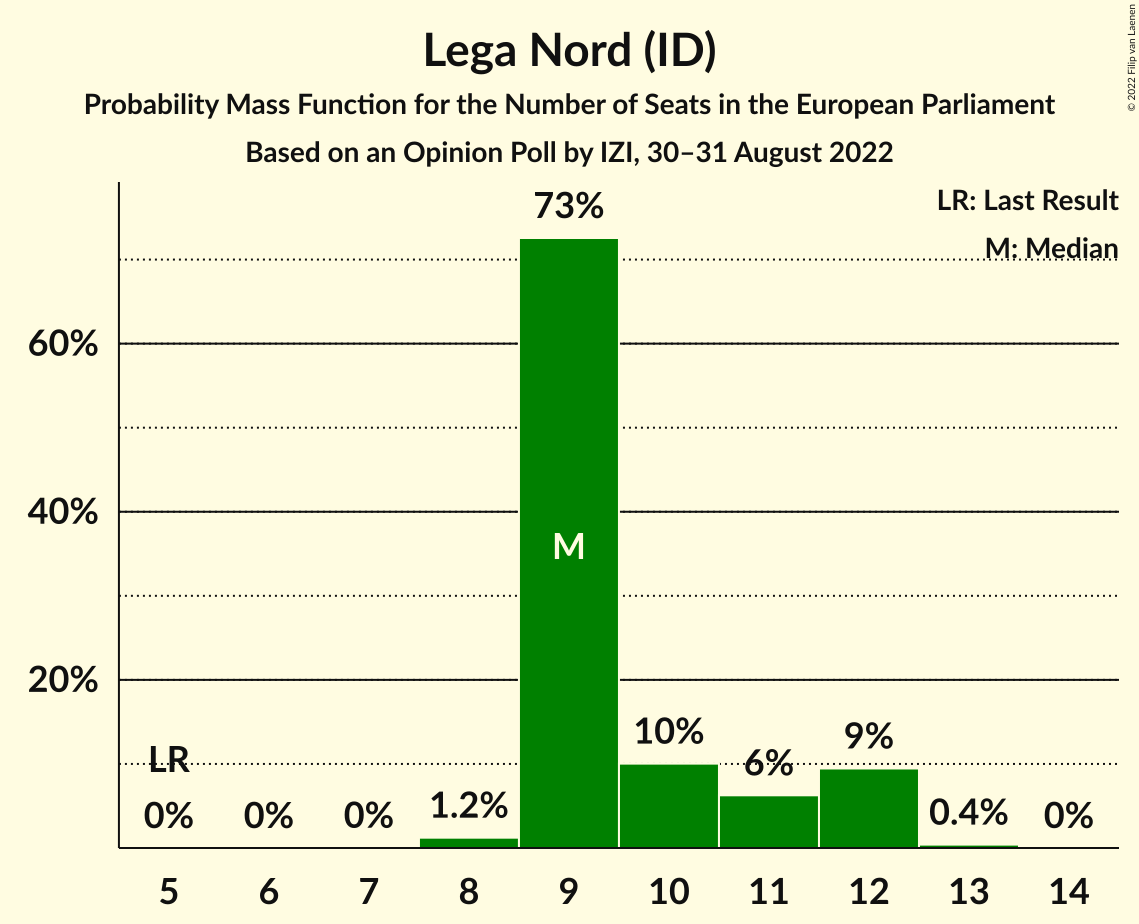 Lega Nord (ID)
Probability Mass Function for the Number of Seats in the European Parliament
Based on an Opinion Poll by IZI, 30–31 August 2022
© 2022 Filip van Laenen
LR: Last Result
M: Median
73%
60%
40%
M
20%
LR
10%
6%
9%
0%
0%
0%
1.2%
0.4%
0%
5
6
7
8
9
10
11
12
13
14